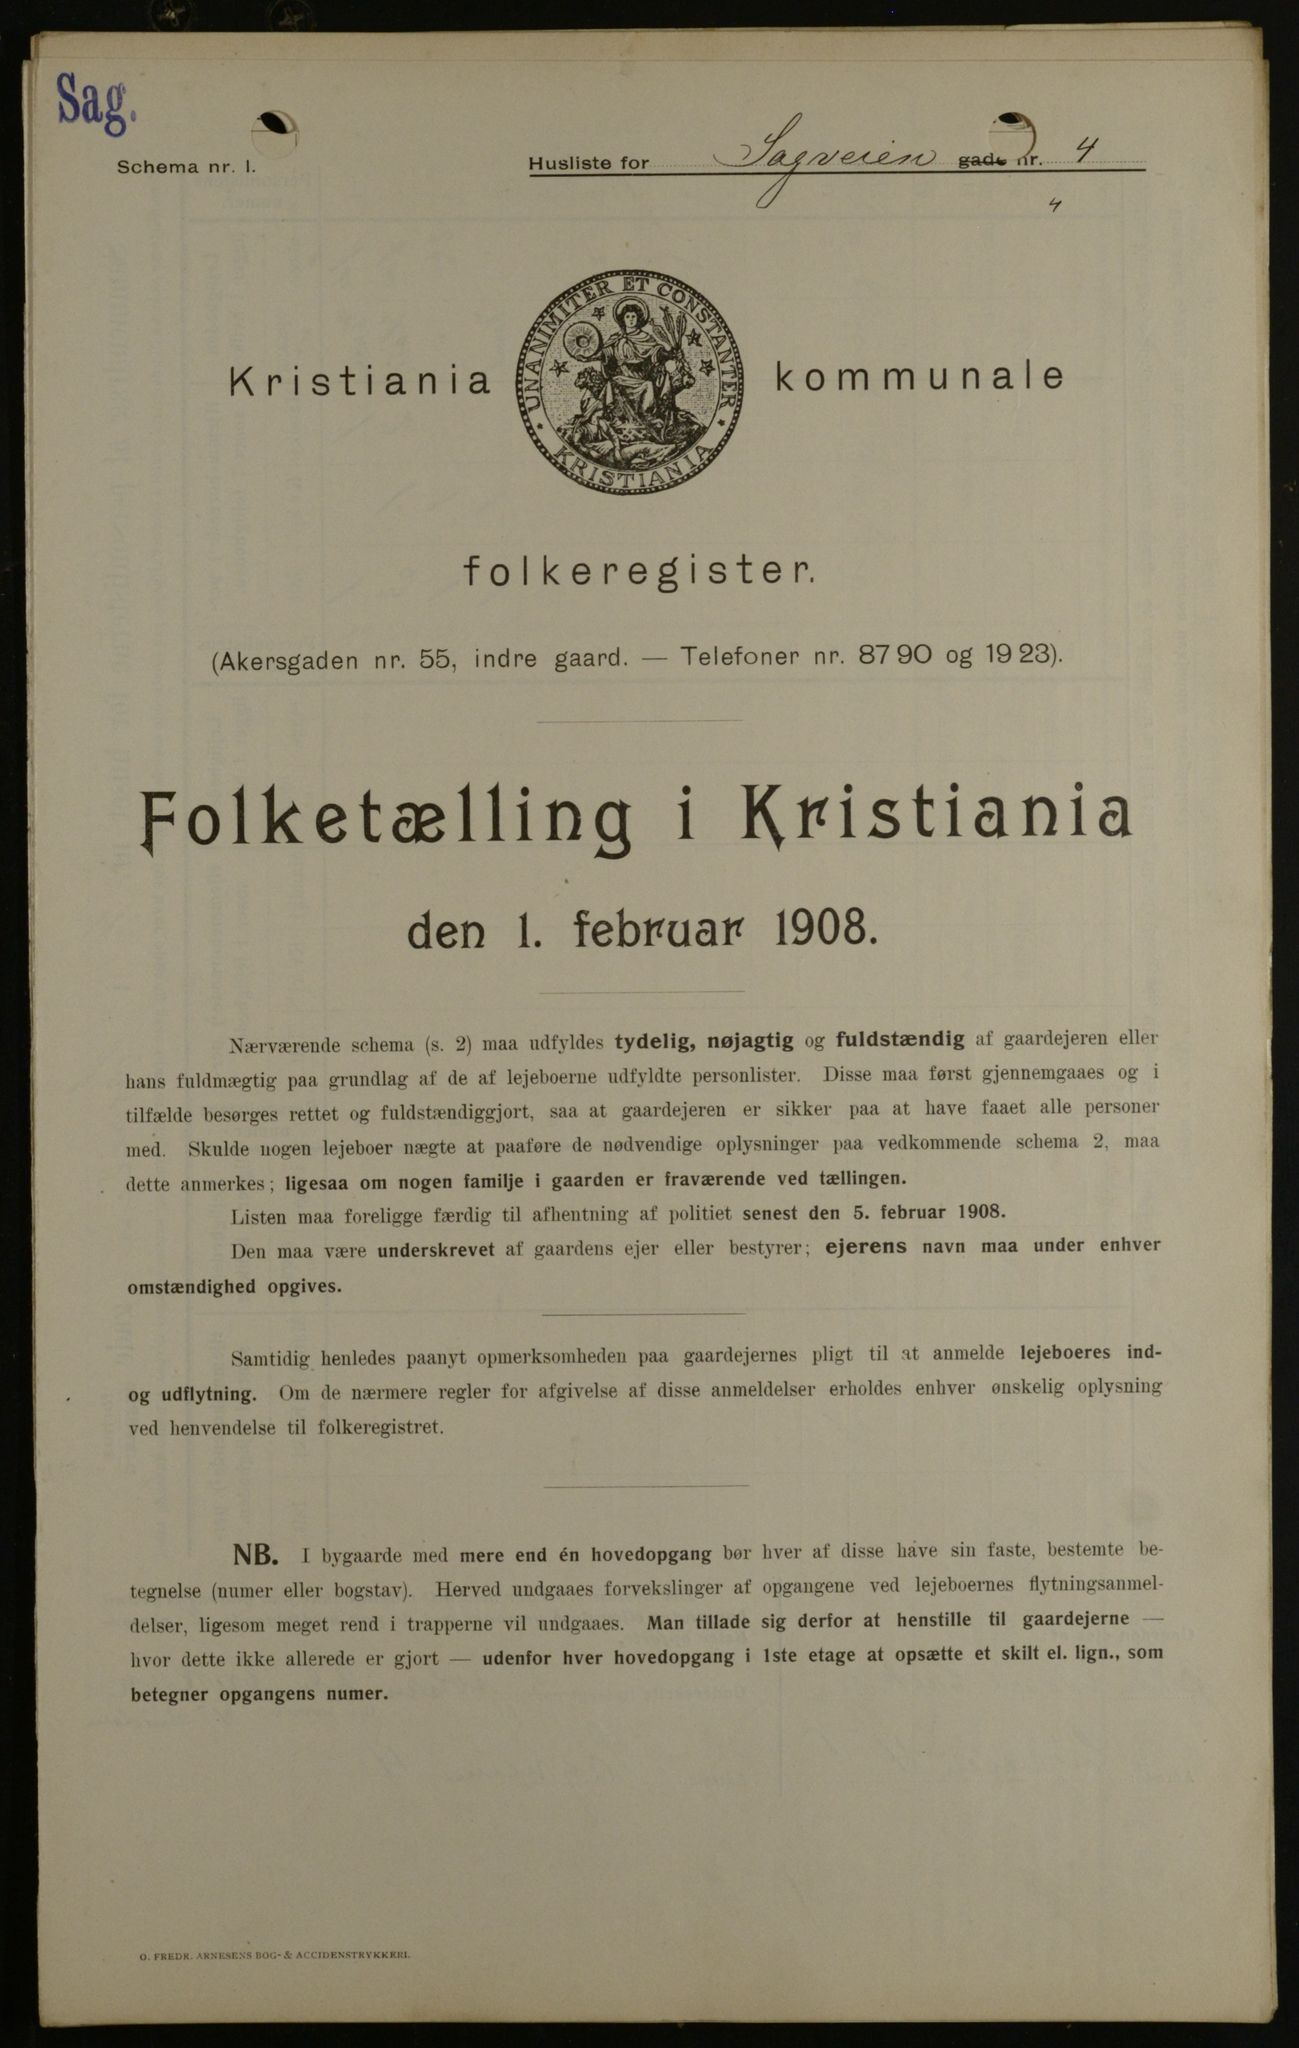 Sag.
Schema nr. 1.
Husliste for Sagveien gade nr. 4
4
UNANIMITER ET CONSTANTER
KRISTIANIA
Kristiania kommunale
folkeregister.
(Akersgaden nr. 55, indre gaard. — Telefoner nr. 8790 og 1923).
Folketælling i Kristiania
den 1. februar 1908.
Nærværende schema (s. 2) maa udfyldes tydelig, nøjagtig og fuldstændig af gaardejeren eller
hans fuldmægtig paa grundlag af de af lejeboerne udfyldte personlister. Disse maa først gjennemgaaes og i
tilfælde besørges rettet og fuldstændiggjort, saa at gaardejeren er sikker paa at have faaet alle personer
med. Skulde nogen lejeboer nægte at paaføre de nødvendige oplysninger paa vedkommende schema 2, maa
dette anmerkes; ligesaa om nogen familje i gaarden er fraværende ved tællingen.
Listen maa foreligge færdig til afhentning af politiet senest den 5. februar 1908.
Den maa være underskrevet af gaardens ejer eller bestyrer; ejerens navn maa under enhver
omstændighed opgives.
Samtidig henledes paanyt opmerksomheden paa gaardejernes pligt til at anmelde lejeboeres ind-
og udflytning. Om de nærmere regler for afgivelse af disse anmeldelser erholdes enhver ønskelig oplysning
ved henvendelse til folkeregistret.
NB. I bygaarde med mere end én hovedopgang bør hver af disse have sin faste, bestemte be-
tegnelse (numer eller bogstav). Herved undgaaes forvekslinger af opgangene ved lejeboernes flytningsanmel-
delser, ligesom meget rend i trapperne vil undgaaes. Man tillade sig derfor at henstille til gaardejerne —
hvor dette ikke allerede er gjort — udenfor hver hovedopgang i 1ste etage at opsætte et skilt el. lign., som
betegner opgangens numer.
O. FREDR. ARNESENS BOG- & ACCIDENSTRYKKERI.